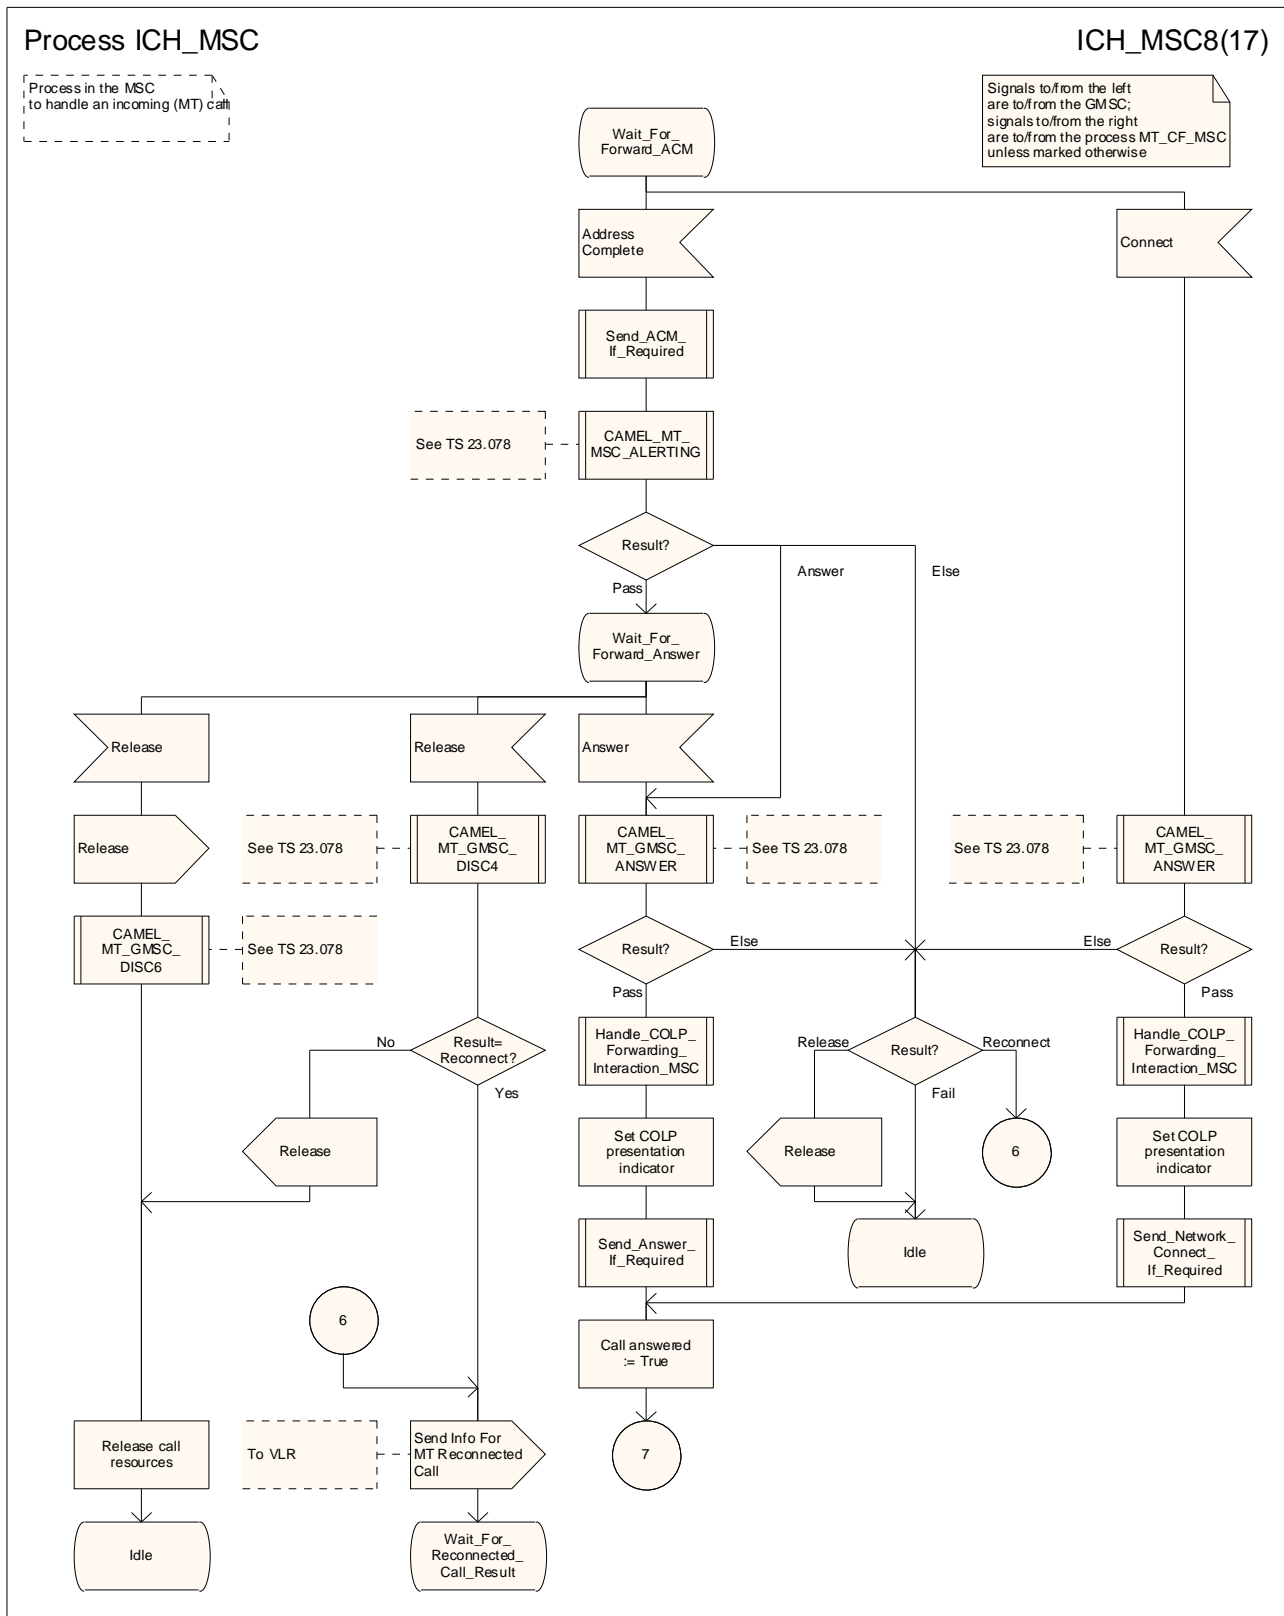 Process ICH_MSC
ICH_MSC8(17)
Process in the MSC
to handle an incoming (MT) call
Signals to/from the left
are to/from the GMSC;
signals to/from the right
are to/from the process MT_CF_MSC
unless marked otherwise
Wait_For_
Forward_ACM
Address
Complete
Connect
Send_ACM_
If_Required
See TS 23.078
CAMEL_MT_
MSC_ALERTING
Result?
Answer
Else
Pass
Wait_For_
Forward_Answer
Release
Release
Answer
Release
See TS 23.078
CAMEL_
MT_GMSC_
DISC4
CAMEL_
MT_GMSC_
ANSWER
See TS 23.078
See TS 23.078
CAMEL_
MT_GMSC_
ANSWER
CAMEL_
MT_GMSC_
DISC6
See TS 23.078
Result?
Else
Else
Result?
Pass
Pass
No
Result=
Reconnect?
Yes
Handle_COLP_
Forwarding_
Interaction_MSC
Release
Result?
Reconnect
Fail
Handle_COLP_
Forwarding_
Interaction_MSC
Release
Set COLP
presentation
indicator
Release
6
Set COLP
presentation
indicator
Send_Answer_
If_Required
Idle
Send_Network_
Connect_
If_Required
6
Call answered
:= True
Release call
resources
To VLR
Send Info For
MT Reconnected
Call
7
Idle
Wait_For_
Reconnected_
Call_Result